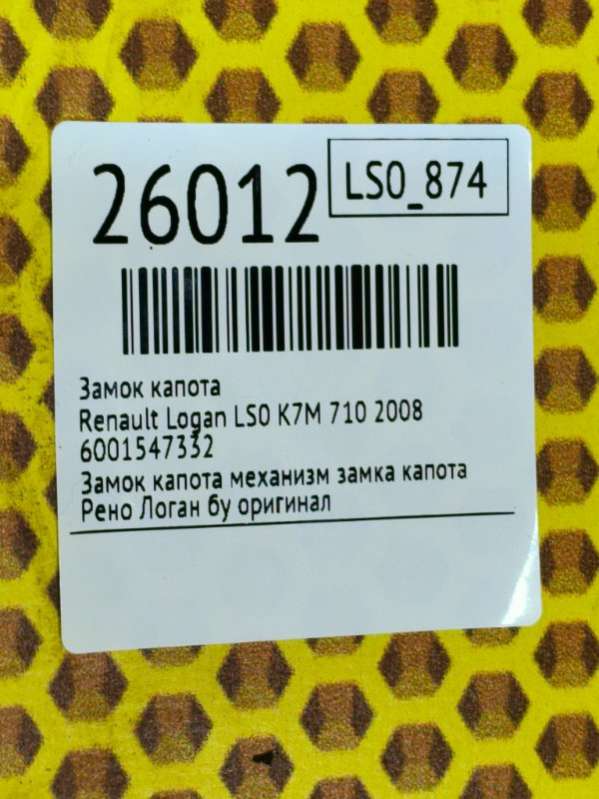 26012
LS0_874
Замок капота
Renault Logan LS0 K7M 710 2008
6001547332
Замок капота механизм замка капота
Рено Логан бу оригинал